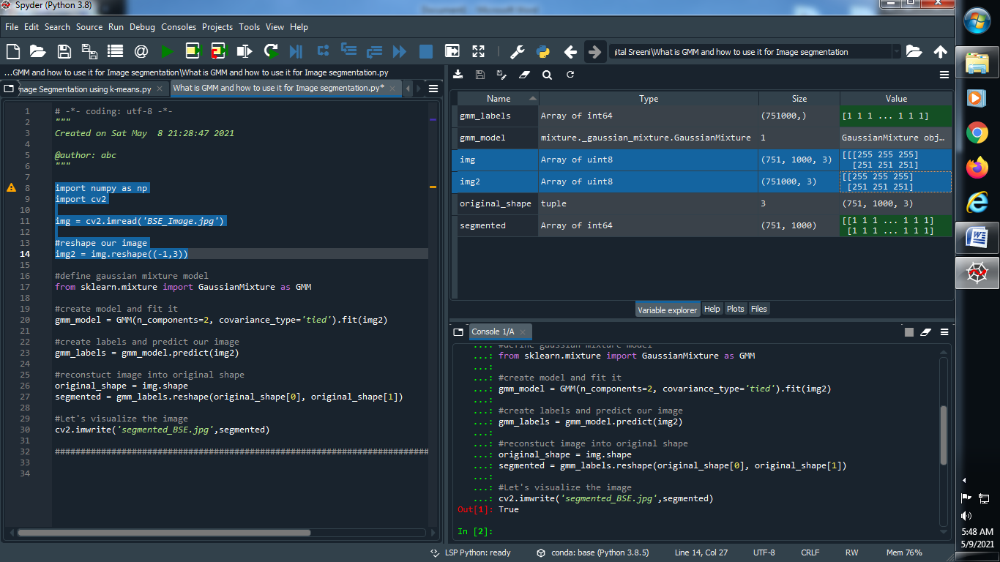 Spyder (Python 3.8)
File Edit Search Source Run Debug Consoles Projects Tools View Help
ital Sreeni\What is GMM and how to use it for Image segmentation
...GMM and how to use it for Image segmentation\What is GMM and how to use it for Image segmentation.py
mage Segmentation using k-means.py
What is GMM and how to use it for Image segmentation.py*
1 # -*- coding: utf-8 -*-
2 """
3 Created on Sat May  8 21:28:47 2021
4
5 @author: abc
6 """
7
8 import numpy as np
9 import cv2
10
11 img = cv2.imread('BSE_Image.jpg')
12
13 #reshape our image
14 img2 = img.reshape((-1,3))
15
16 #define gaussian mixture model
17 from sklearn.mixture import GaussianMixture as GMM
18
19 #create model and fit it
20 gmm_model = GMM(n_components=2, covariance_type='tied').fit(img2)
21
22 #create labels and predict our image
23 gmm_labels = gmm_model.predict(img2)
24
25 #reconstuct image into original shape
26 original_shape = img.shape
27 segmented = gmm_labels.reshape(original_shape[0], original_shape[1])
28
29 #Let's visualize the image
30 cv2.imwrite('segmented_BSE.jpg',segmented)
31
32 #########################################################################
33
34
Name Type Size Value
gmm_labels Array of int64 (751000,) [1 1 1 ... 1 1 1]
gmm_model mixture._gaussian_mixture.GaussianMixture 1 GaussianMixture obj…
img Array of uint8 (751, 1000, 3) [[[255 255 255]
[251 251 251]
img2 Array of uint8 (751000, 3) [[255 255 255]
[251 251 251]
original_shape tuple 3 (751, 1000, 3)
segmented Array of int64 (751, 1000) [[1 1 1 ... 1 1 1]
[1 1 1 ... 1 1 1]
Variable explorer Help Plots Files
Console 1/A
...: #define gaussian mixture model
...: from sklearn.mixture import GaussianMixture as GMM
...:
...: #create model and fit it
...: gmm_model = GMM(n_components=2, covariance_type='tied').fit(img2)
...:
...: #create labels and predict our image
...: gmm_labels = gmm_model.predict(img2)
...:
...: #reconstuct image into original shape
...: original_shape = img.shape
...: segmented = gmm_labels.reshape(original_shape[0], original_shape[1])
...:
...: #Let's visualize the image
...: cv2.imwrite('segmented_BSE.jpg',segmented)
Out[1]: True
In [2]:
LSP Python: ready conda: base (Python 3.8.5) Line 14, Col 27 UTF-8 CRLF RW Mem 76%
5:48 AM
5/9/2021